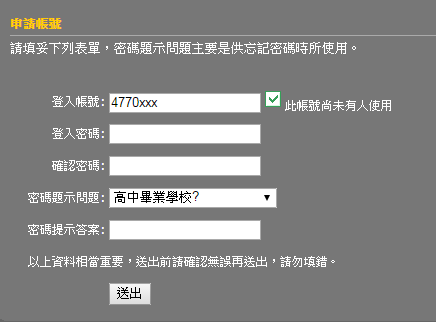 申請帳號
請填妥下列表單，密碼題示問題主要是供忘記密碼時所使用。
登入帳號: 4770xxx 此帳號尚未有人使用
登入密碼:
確認密碼:
密碼題示問題: 高中畢業學校?
密碼提示答案:
以上資料相當重要，送出前請確認無誤再送出，請勿填錯。
送出